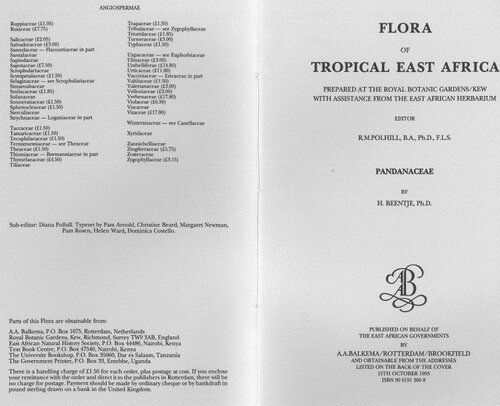 ANGIOSPERMAE
Ruppiaceae (£1.95)
Rutaceae (£7.75)
Salicaceae (£2.05)
Salvadoraceae (£3.00)
Samydaceae — Flacourtiaceae in part
Santalaceae
Sapindaceae
Sapotaceae (£7.50)
Scrophulariaceae
Scytopetalaceae (£1.50)
Selaginaceae — see Scrophulariaceae
Simaroubaceae
Smilacaceae (£1.85)
Solanaceae
Sonneratiaceae (£1.50)
Sphenocleaceae (£1.50)
Sterculiaceae
Strychnaceae — Loganiaceae in part
Taccaceae (£1.50)
Tamaricaceae (£1.50)
Tecophilaeaceae (£1.50)
Ternstroemiaceae — see Theaceae
Theaceae (£1.50)
Thismiaceae — Burmanniaceae in part
Thymelaeaceae (£4.50)
Tiliaceae
Trapaceae (£1.50)
Tribulaceae — see Zygophyllaceae
Triuridaceae (£1.85)
Turneraceae (£3.00)
Typhaceae (£1.50)
Uapacaceae — see Euphorbiaceae
Ulmaceae (£3.00)
Umbelliferae (£14.80)
Urticaceae (£11.00)
Vacciniaceae — Ericaceae in part
Vahliaceae (£1.50)
Valerianaceae (£3.00)
Velloziaceae (£3.00)
Verbenaceae (£17.80)
Violaceae (£6.50)
Viscaceae
Vitaceae (£17.80)
Winteranaceae — see Canellaceae
Xyridaceae
Zannichelliaceae
Zingiberaceae (£5.75)
Zosteraceae
Zygophyllaceae (£3.15)
Sub-editor: Diana Polhill. Typeset by Pam Arnold, Christine Beard, Margaret Newman,
Pam Rosen, Helen Ward, Dominica Costello.
Parts of this Flora are obtainable from:
A.A. Balkema, P.O. Box 1675, Rotterdam, Netherlands
Royal Botanic Gardens, Kew, Richmond, Surrey TW9 3AB, England
East African Natural History Society, P.O. Box 44486, Nairobi, Kenya
Text Book Centre, P.O. Box 47540, Nairobi, Kenya
The University Bookshop, P.O. Box 35060, Dar es Salaam, Tanzania
The Government Printer, P.O. Box 33, Entebbe, Uganda
There is a handling charge of £1.50 for each order, plus postage at cost. If you enclose
your remittance with the order and direct it to the publishers in Rotterdam, there will be
no charge for postage. Payment should be made by ordinary cheque or by bankdraft in
pound sterling drawn on a bank in the United Kingdom.
FLORA
OF
TROPICAL EAST AFRICA
PREPARED AT THE ROYAL BOTANIC GARDENS/KEW
WITH ASSISTANCE FROM THE EAST AFRICAN HERBARIUM
EDITOR
R.M.POLHILL, B.A., Ph.D., F.L.S.
PANDANACEAE
BY
H. BEENTJE, Ph.D.
AB
PUBLISHED ON BEHALF OF
THE EAST AFRICAN GOVERNMENTS
BY
A.A.BALKEMA/ROTTERDAM/BROOKFIELD
AND OBTAINABLE FROM THE ADDRESSES
LISTED ON THE BACK OF THE COVER
15TH OCTOBER 1993
ISBN 90 6191 360 8